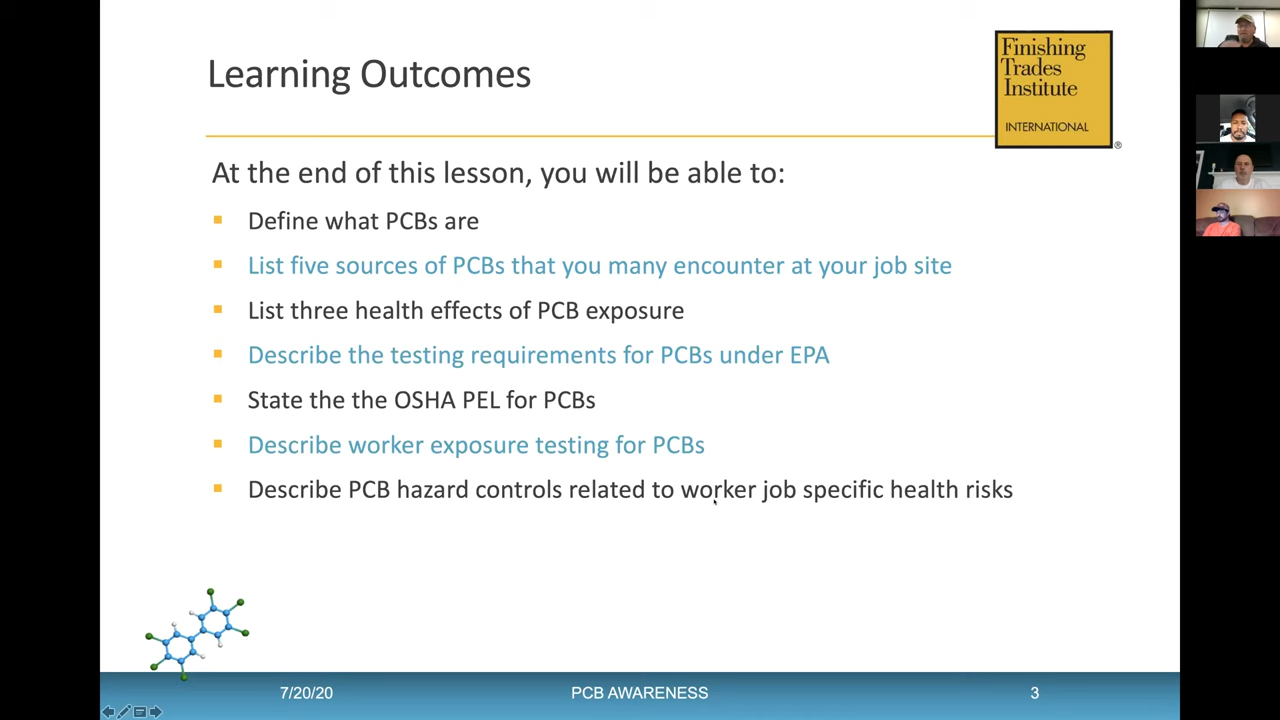 Learning Outcomes
Finishing
Trades
Institute
INTERNATIONAL
®
At the end of this lesson, you will be able to:
Define what PCBs are
List five sources of PCBs that you many encounter at your job site
List three health effects of PCB exposure
Describe the testing requirements for PCBs under EPA
State the the OSHA PEL for PCBs
Describe worker exposure testing for PCBs
Describe PCB hazard controls related to worker job specific health risks
7/20/20
PCB AWARENESS
3